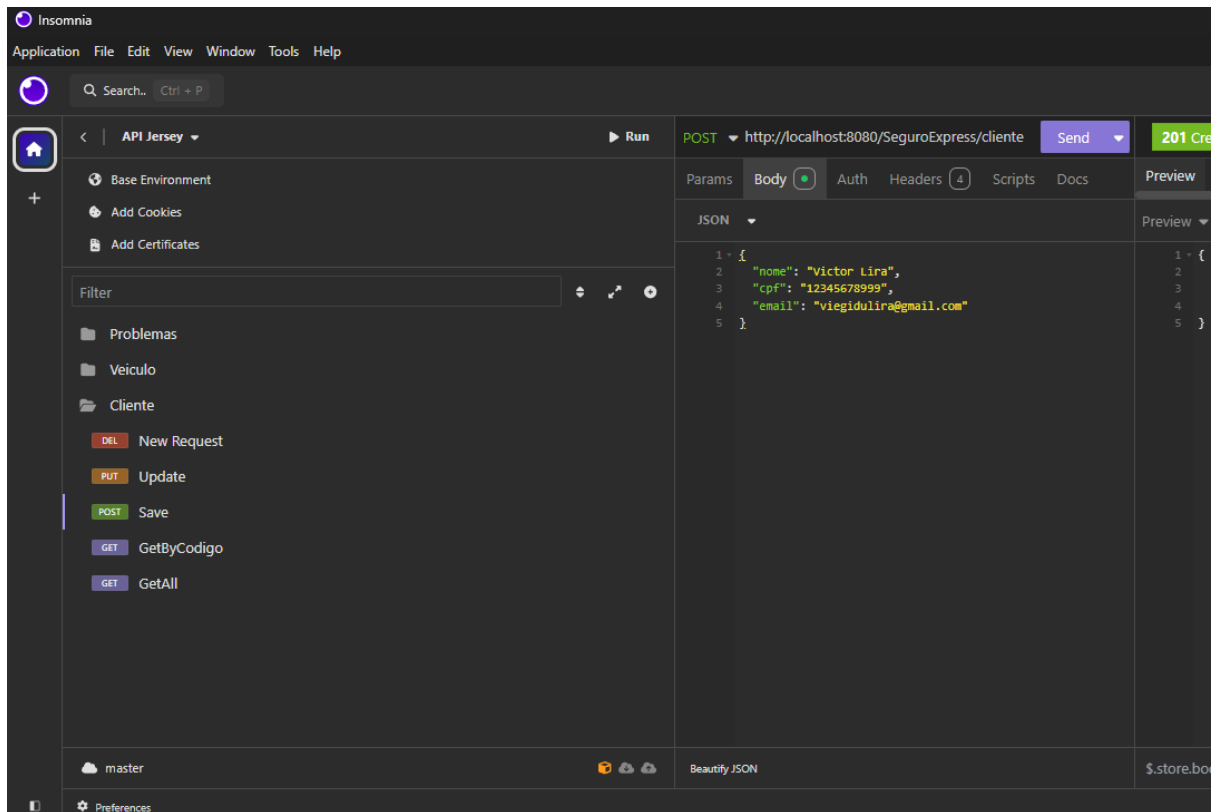 Insomnia
Application File Edit View Window Tools Help
Search.. Ctrl + P
API Jersey
Run
Base Environment
Add Cookies
Add Certificates
Filter
Problemas
Veiculo
Cliente
DEL New Request
PUT Update
POST Save
GET GetByCodigo
GET GetAll
master
Preferences
POST http://localhost:8080/SeguroExpress/cliente Send
Params Body Auth Headers 4 Scripts Docs
JSON
1 {
2 "nome": "Victor Lira",
3 "cpf": "12345678999",
4 "email": "viegidulira@gmail.com"
5 }
Beautify JSON
201 Cre
Preview
Preview
1 {
2
3
4
5 }
$.store.boo